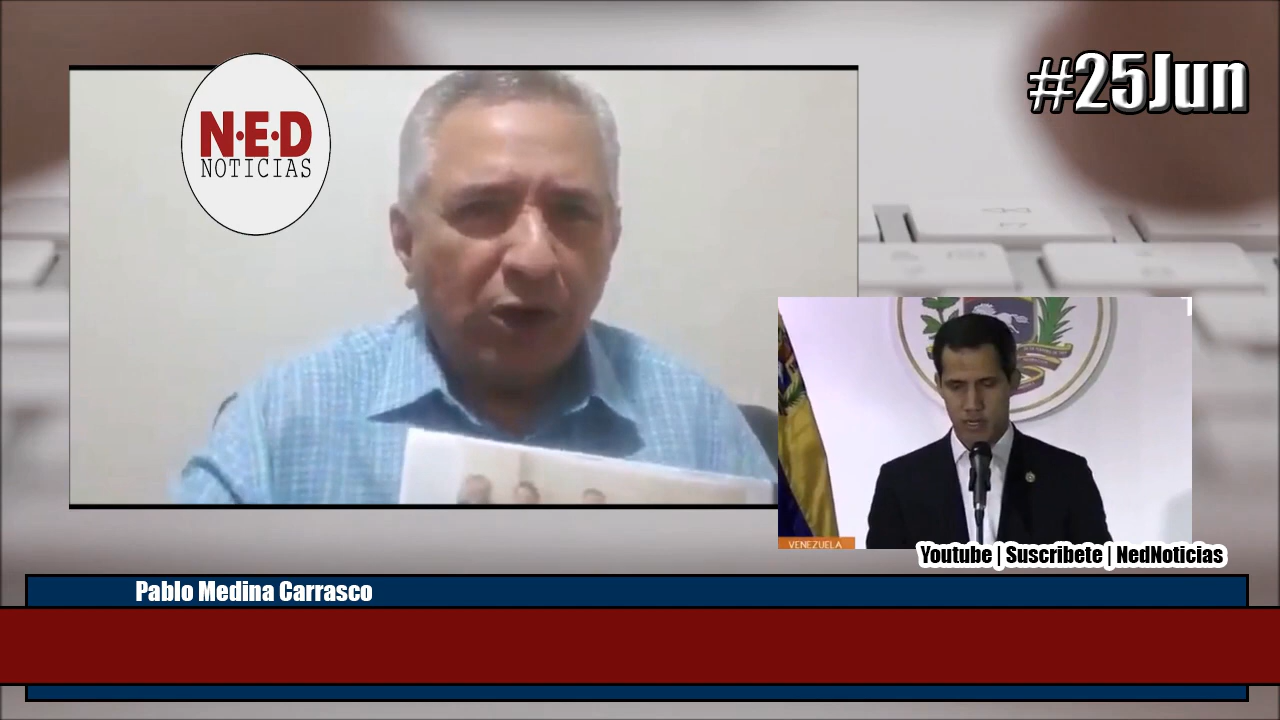 N·E·D
NOTICIAS
#25Jun
VENEZUELA
Youtube | Suscribete | NedNoticias
Pablo Medina Carrasco